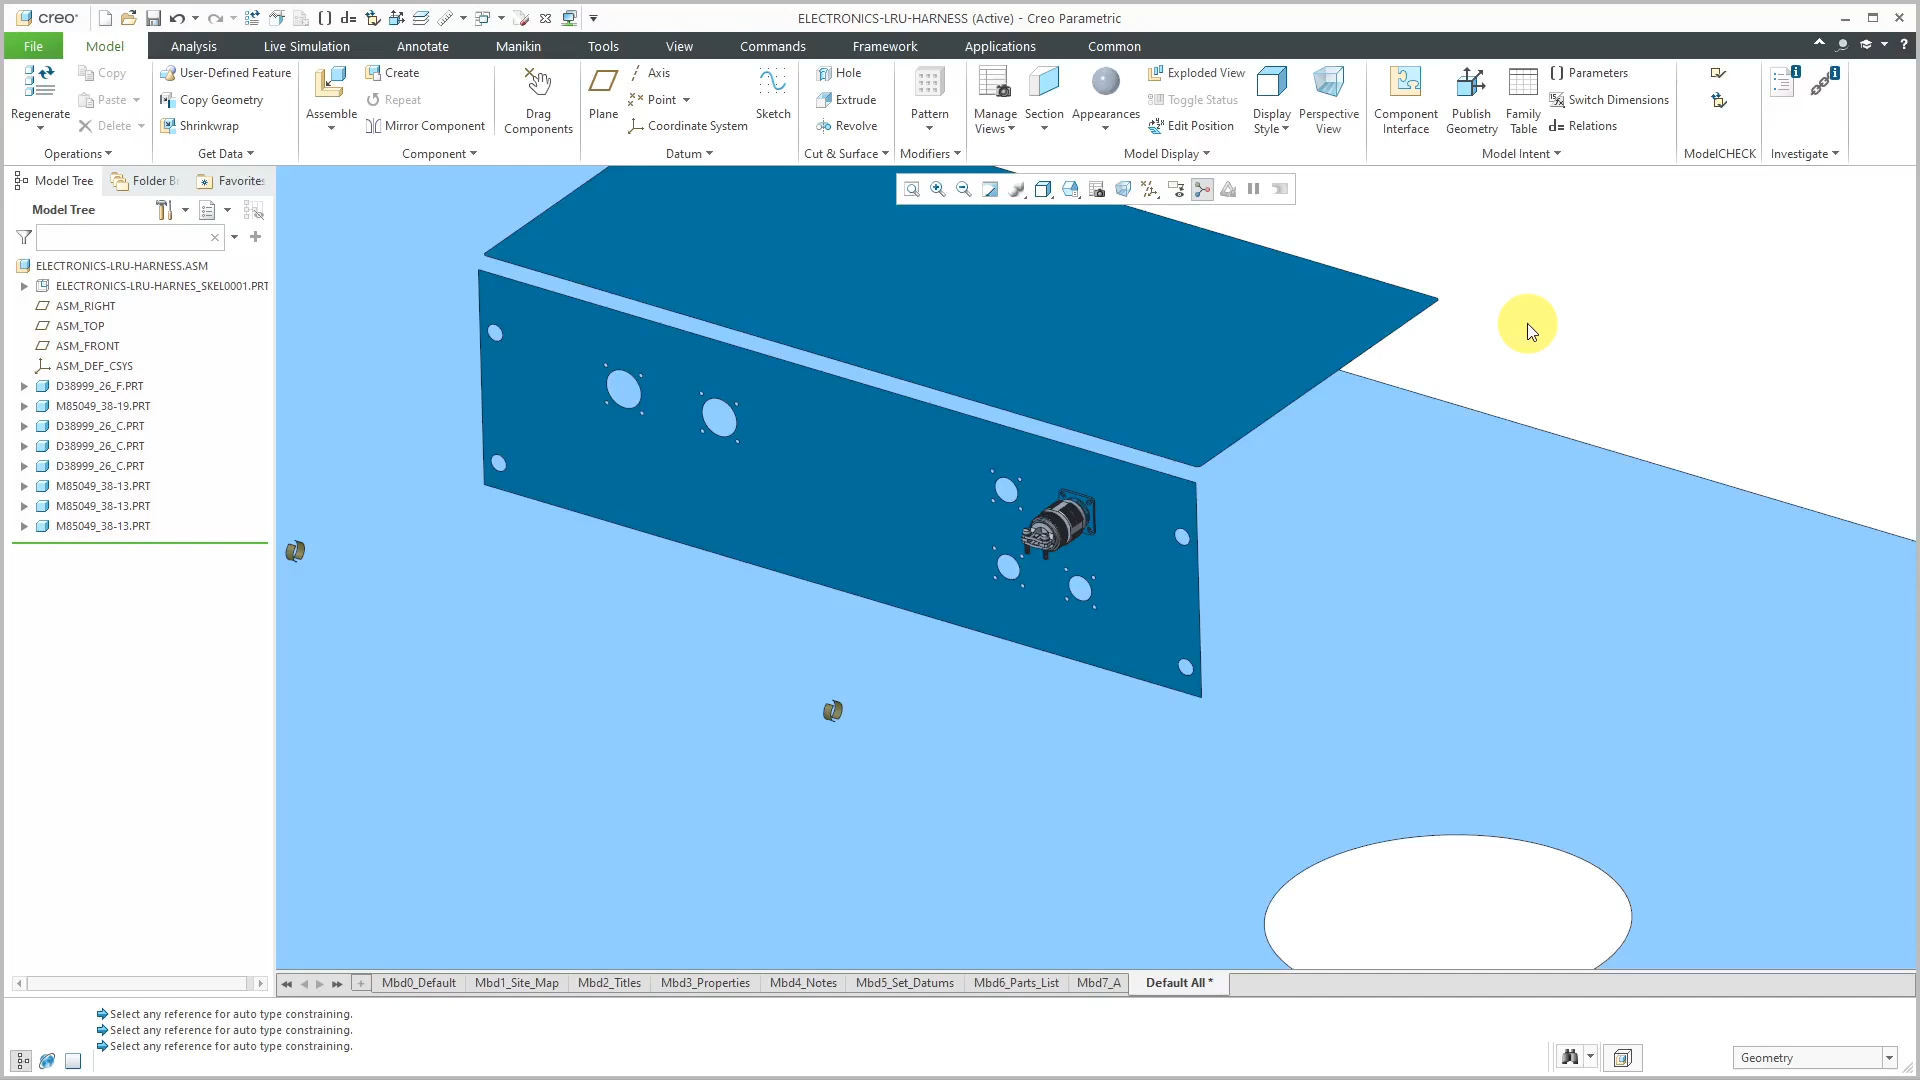 creo
ELECTRONICS-LRU-HARNESS (Active) - Creo Parametric
File
Model
Analysis
Live Simulation
Annotate
Manikin
Tools
View
Commands
Framework
Applications
Common
Regenerate
Copy
Paste
Delete
Operations
User-Defined Feature
Copy Geometry
Shrinkwrap
Get Data
Assemble
Create
Repeat
Mirror Component
Component
Drag Components
Plane
Axis
Point
Coordinate System
Sketch
Datum
Hole
Extrude
Revolve
Cut & Surface
Pattern
Modifiers
Manage Views
Section
Appearances
Exploded View
Toggle Status
Edit Position
Display Style
Perspective View
Model Display
Component Interface
Publish Geometry
Family Table
Parameters
Switch Dimensions
d= Relations
Model Intent
ModelCHECK
Investigate
Model Tree
Folder Br
Favorites
Model Tree
ELECTRONICS-LRU-HARNESS.ASM
ELECTRONICS-LRU-HARNES_SKEL0001.PRT
ASM_RIGHT
ASM_TOP
ASM_FRONT
ASM_DEF_CSYS
D38999_26_F.PRT
M85049_38-19.PRT
D38999_26_C.PRT
D38999_26_C.PRT
D38999_26_C.PRT
M85049_38-13.PRT
M85049_38-13.PRT
M85049_38-13.PRT
Mbd0_Default
Mbd1_Site_Map
Mbd2_Titles
Mbd3_Properties
Mbd4_Notes
Mbd5_Set_Datums
Mbd6_Parts_List
Mbd7_A
Default All *
Select any reference for auto type constraining.
Select any reference for auto type constraining.
Select any reference for auto type constraining.
Geometry